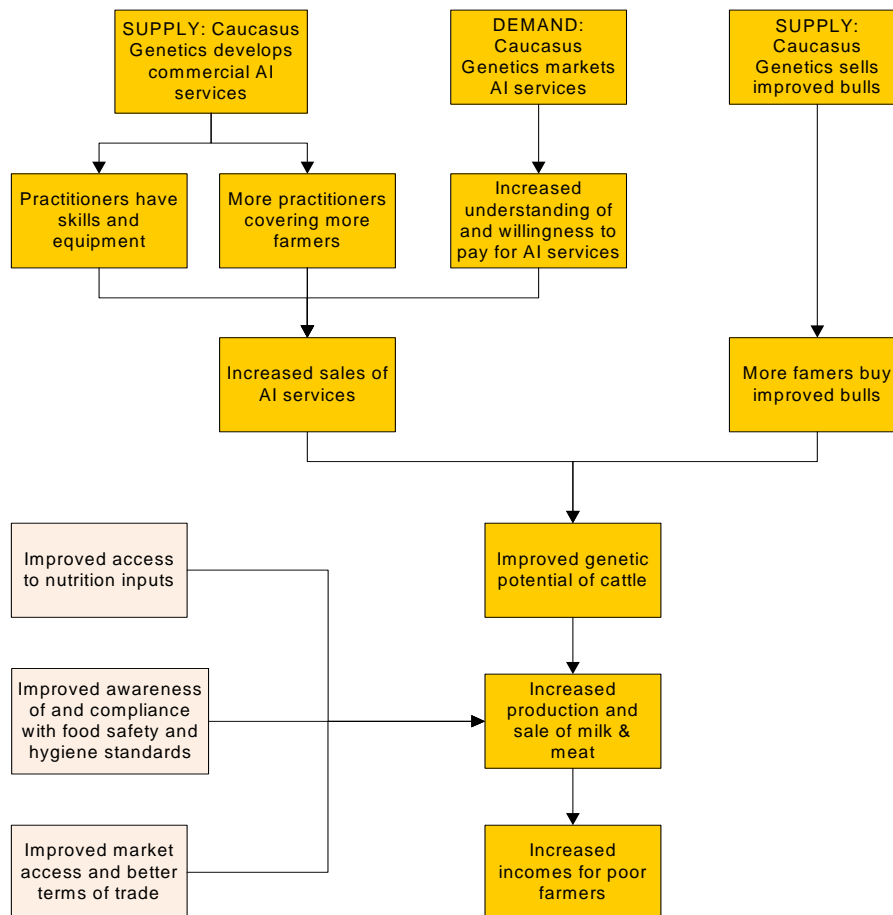 SUPPLY: Caucasus
Genetics develops
commercial AI
services
DEMAND:
Caucasus
Genetics markets
AI services
SUPPLY:
Caucasus
Genetics sells
improved bulls
Practitioners have
skills and
equipment
More practitioners
covering more
farmers
Increased
understanding of
and willingness to
pay for AI services
Increased sales of
AI services
More famers buy
improved bulls
Improved access
to nutrition inputs
Improved genetic
potential of cattle
Improved awareness
of and compliance
with food safety and
hygiene standards
Increased
production and
sale of milk &
meat
Improved market
access and better
terms of trade
Increased
incomes for poor
farmers